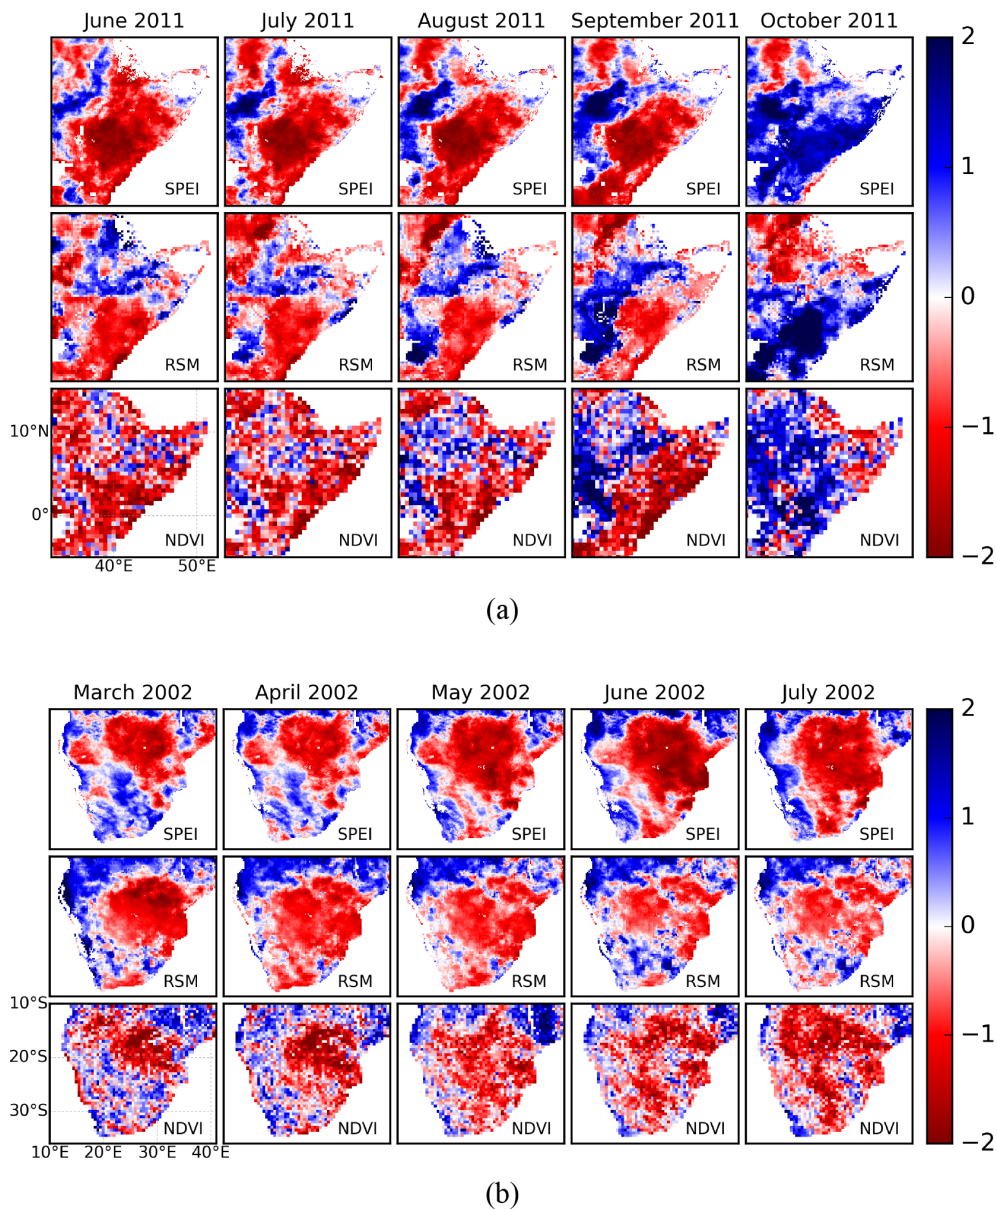 June 2011 July 2011 August 2011 September 2011 October 2011
2
SPEI SPEI SPEI SPEI SPEI
1
0
RSM RSM RSM RSM RSM
−1
10°N
0°
NDVI NDVI NDVI NDVI NDVI
−2
40°E 50°E
(a)
March 2002 April 2002 May 2002 June 2002 July 2002
2
SPEI SPEI SPEI SPEI SPEI
1
0
RSM RSM RSM RSM RSM
10°S
−1
20°S
30°S
NDVI NDVI NDVI NDVI NDVI
−2
10°E 20°E 30°E 40°E
(b)